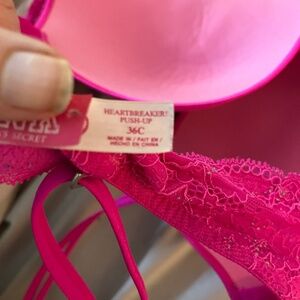 HEARTBREAKER!
PUSH-UP
36C
MADE IN / FAIT EN /
HECHO EN CHINA
SECRET